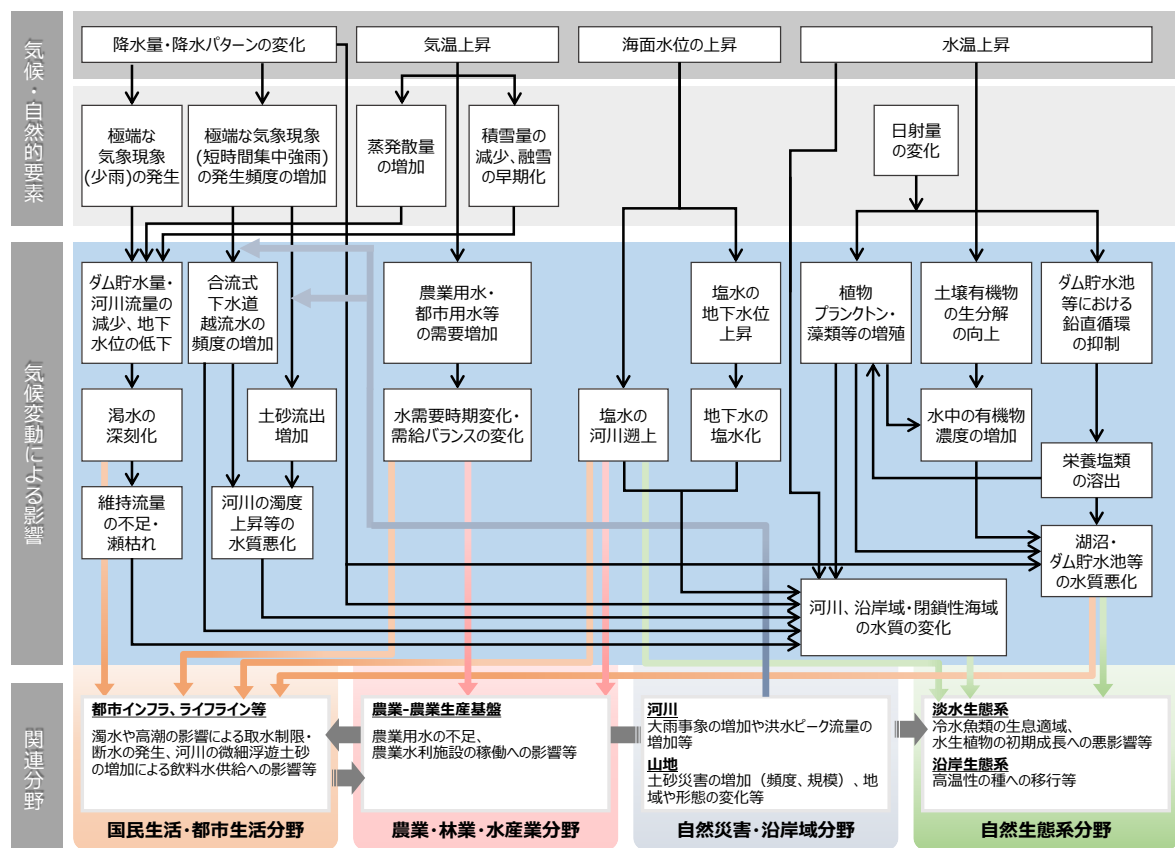 気候・自然的要素
降水量・降水パターンの変化
気温上昇
海面水位の上昇
水温上昇
極端な
気象現象
(少雨)の発生
極端な気象現象
(短時間集中強雨)
の発生頻度の増加
蒸発散量
の増加
積雪量の
減少、融雪
の早期化
日射量
の変化
気候変動による影響
ダム貯水量・
河川流量の
減少、地下
水位の低下
合流式
下水道
越流水の
頻度の増加
農業用水・
都市用水等
の需要増加
塩水の
地下水位
上昇
植物
プランクトン・
藻類等の増殖
土壌有機物
の生分解
の向上
ダム貯水池
等における
鉛直循環
の抑制
渇水の
深刻化
土砂流出
増加
水需要時期変化・
需給バランスの変化
塩水の
河川遡上
地下水の
塩水化
水中の有機物
濃度の増加
栄養塩類
の溶出
維持流量
の不足・
瀬枯れ
河川の濁度
上昇等の
水質悪化
湖沼・
ダム貯水池等
の水質悪化
河川、沿岸域・閉鎖性海域
の水質の変化
関連分野
都市インフラ、ライフライン等
濁水や高潮の影響による取水制限・
断水の発生、河川の微細浮遊土砂
の増加による飲料水供給への影響等
国民生活・都市生活分野
農業-農業生産基盤
農業用水の不足、
農業水利施設の稼働への影響等
農業・林業・水産業分野
河川
大雨事象の増加や洪水ピーク流量の
増加等
山地
土砂災害の増加（頻度、規模）、地
域や形態の変化等
自然災害・沿岸域分野
淡水生態系
冷水魚類の生息適域、
水生植物の初期成長への悪影響等
沿岸生態系
高温性の種への移行等
自然生態系分野